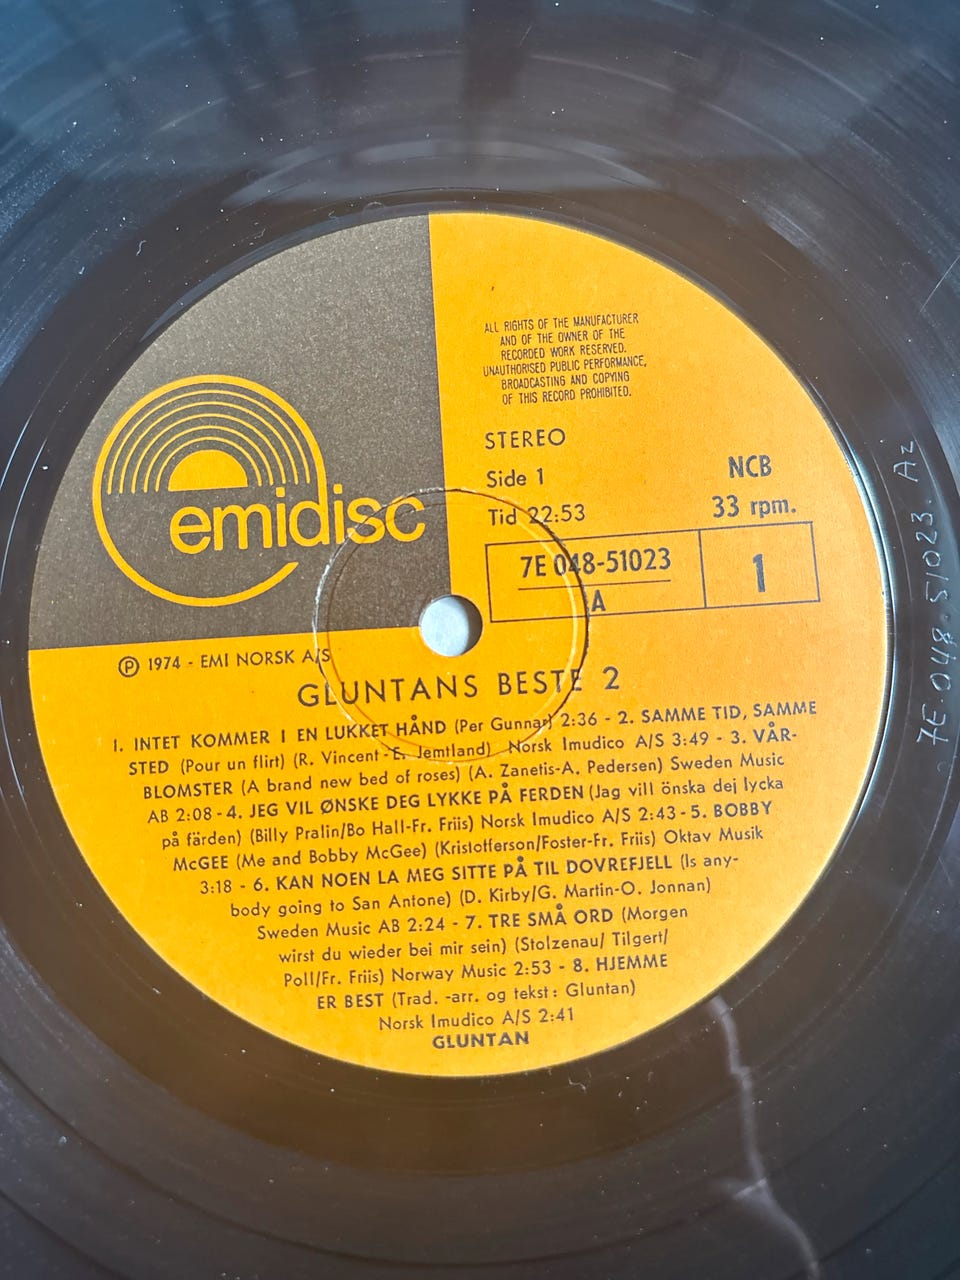 ALL RIGHTS OF THE MANUFACTURER
AND OF THE OWNER OF THE
RECORDED WORK RESERVED.
UNAUTHORISED PUBLIC PERFORMANCE,
BROADCASTING AND COPYING
OF THIS RECORD PROHIBITED.
STEREO
Side 1
NCB
Tid 22:53
33 rpm.
emidisc
7E 048-51023
A
1
Ⓟ 1974 - EMI NORSK A/S
GLUNTANS BESTE 2
1. INTET KOMMER I EN LUKKET HÅND (Per Gunnar) 2:36 - 2. SAMME TID, SAMME
STED (Pour un flirt) (R. Vincent-E. Jemtland) Norsk Imudico A/S 3:49 - 3. VÅR-
BLOMSTER (A brand new bed of roses) (A. Zanetis-A. Pedersen) Sweden Music
AB 2:08 - 4. JEG VIL ØNSKE DEG LYKKE PÅ FERDEN (Jag vill önska dej lycka
på färden) (Billy Pralin/Bo Hall-Fr. Friis) Norsk Imudico A/S 2:43 - 5. BOBBY
McGEE (Me and Bobby McGee) (Kristofferson/Foster-Fr. Friis) Oktav Musik
3:18 - 6. KAN NOEN LA MEG SITTE PÅ TIL DOVREFJELL (Is any-
body going to San Antone) (D. Kirby/G. Martin-O. Jonnan)
Sweden Music AB 2:24 - 7. TRE SMÅ ORD (Morgen
wirst du wieder bei mir sein) (Stolzenau/ Tilgert/
Poll/Fr. Friis) Norway Music 2:53 - 8. HJEMME
ER BEST (Trad. -arr. og tekst: Gluntan)
Norsk Imudico A/S 2:41
GLUNTAN
7E.048.51023.A2